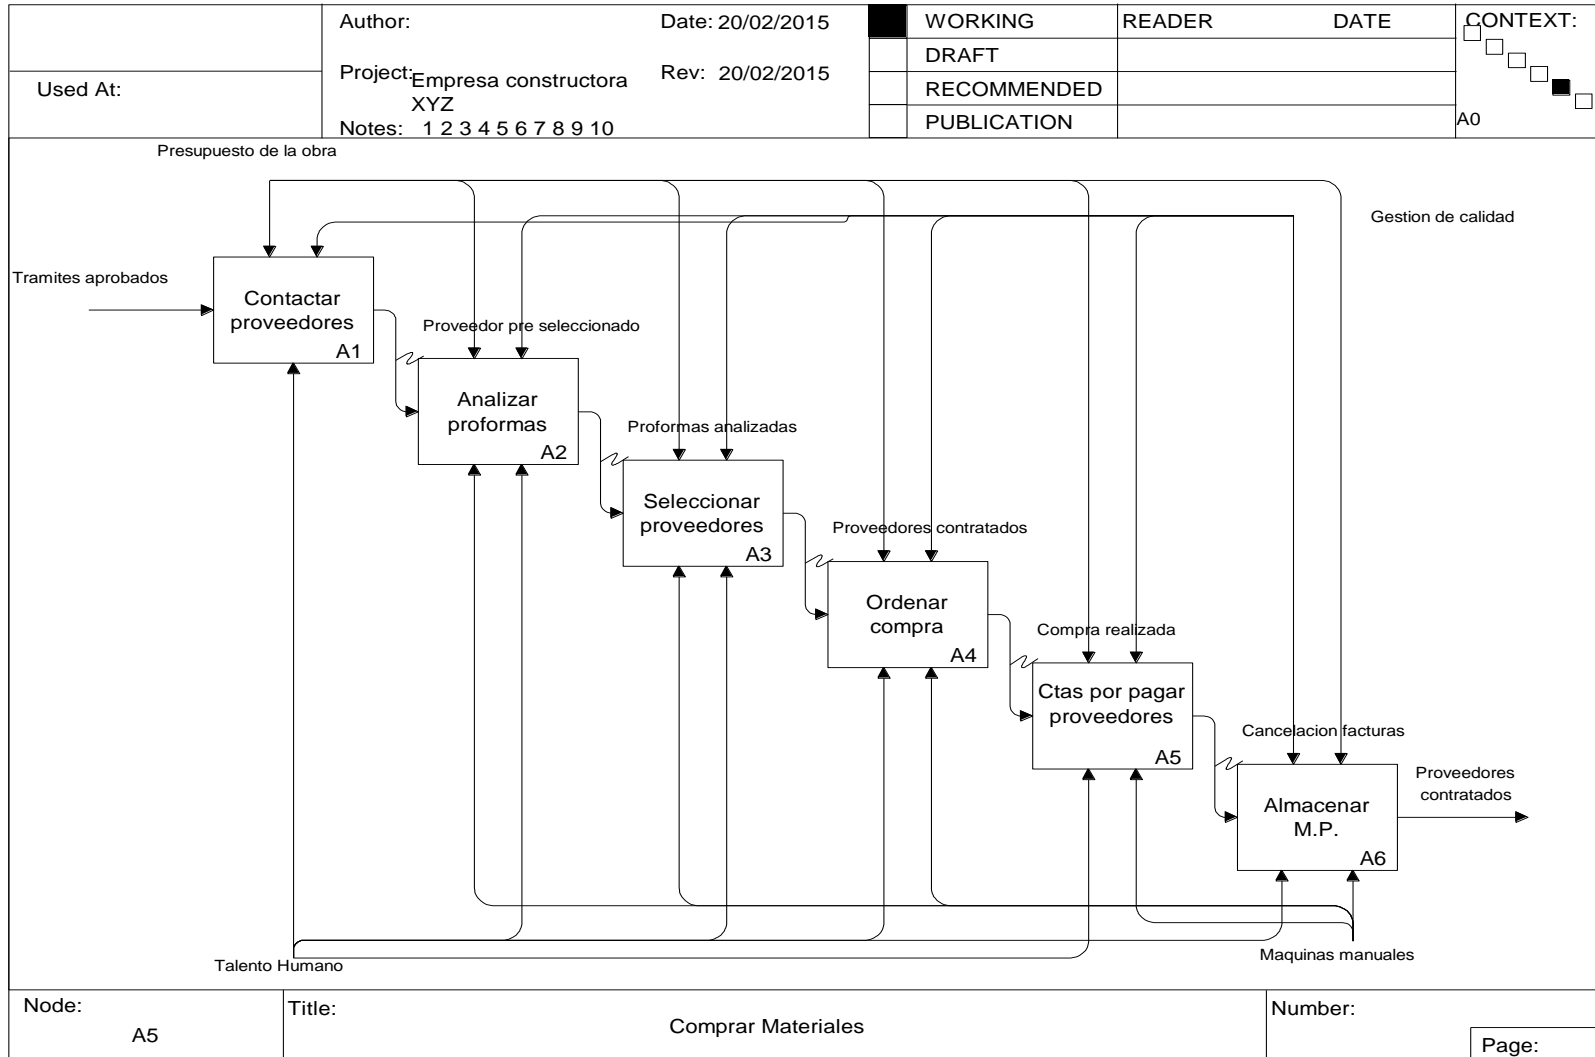 Used At:
Author:
Date: 20/02/2015
Project: Empresa constructora
XYZ
Rev: 20/02/2015
Notes: 1 2 3 4 5 6 7 8 9 10
WORKING
DRAFT
RECOMMENDED
PUBLICATION
READER DATE
CONTEXT:
A0
Presupuesto de la obra
Gestion de calidad
Tramites aprobados
Contactar
proveedores
A1
Proveedor pre seleccionado
Analizar
proformas
A2
Proformas analizadas
Seleccionar
proveedores
A3
Proveedores contratados
Ordenar
compra
A4
Compra realizada
Ctas por pagar
proveedores
A5
Cancelacion facturas
Almacenar
M.P.
A6
Proveedores
contratados
Talento Humano
Maquinas manuales
Node:
A5
Title:
Comprar Materiales
Number:
Page: